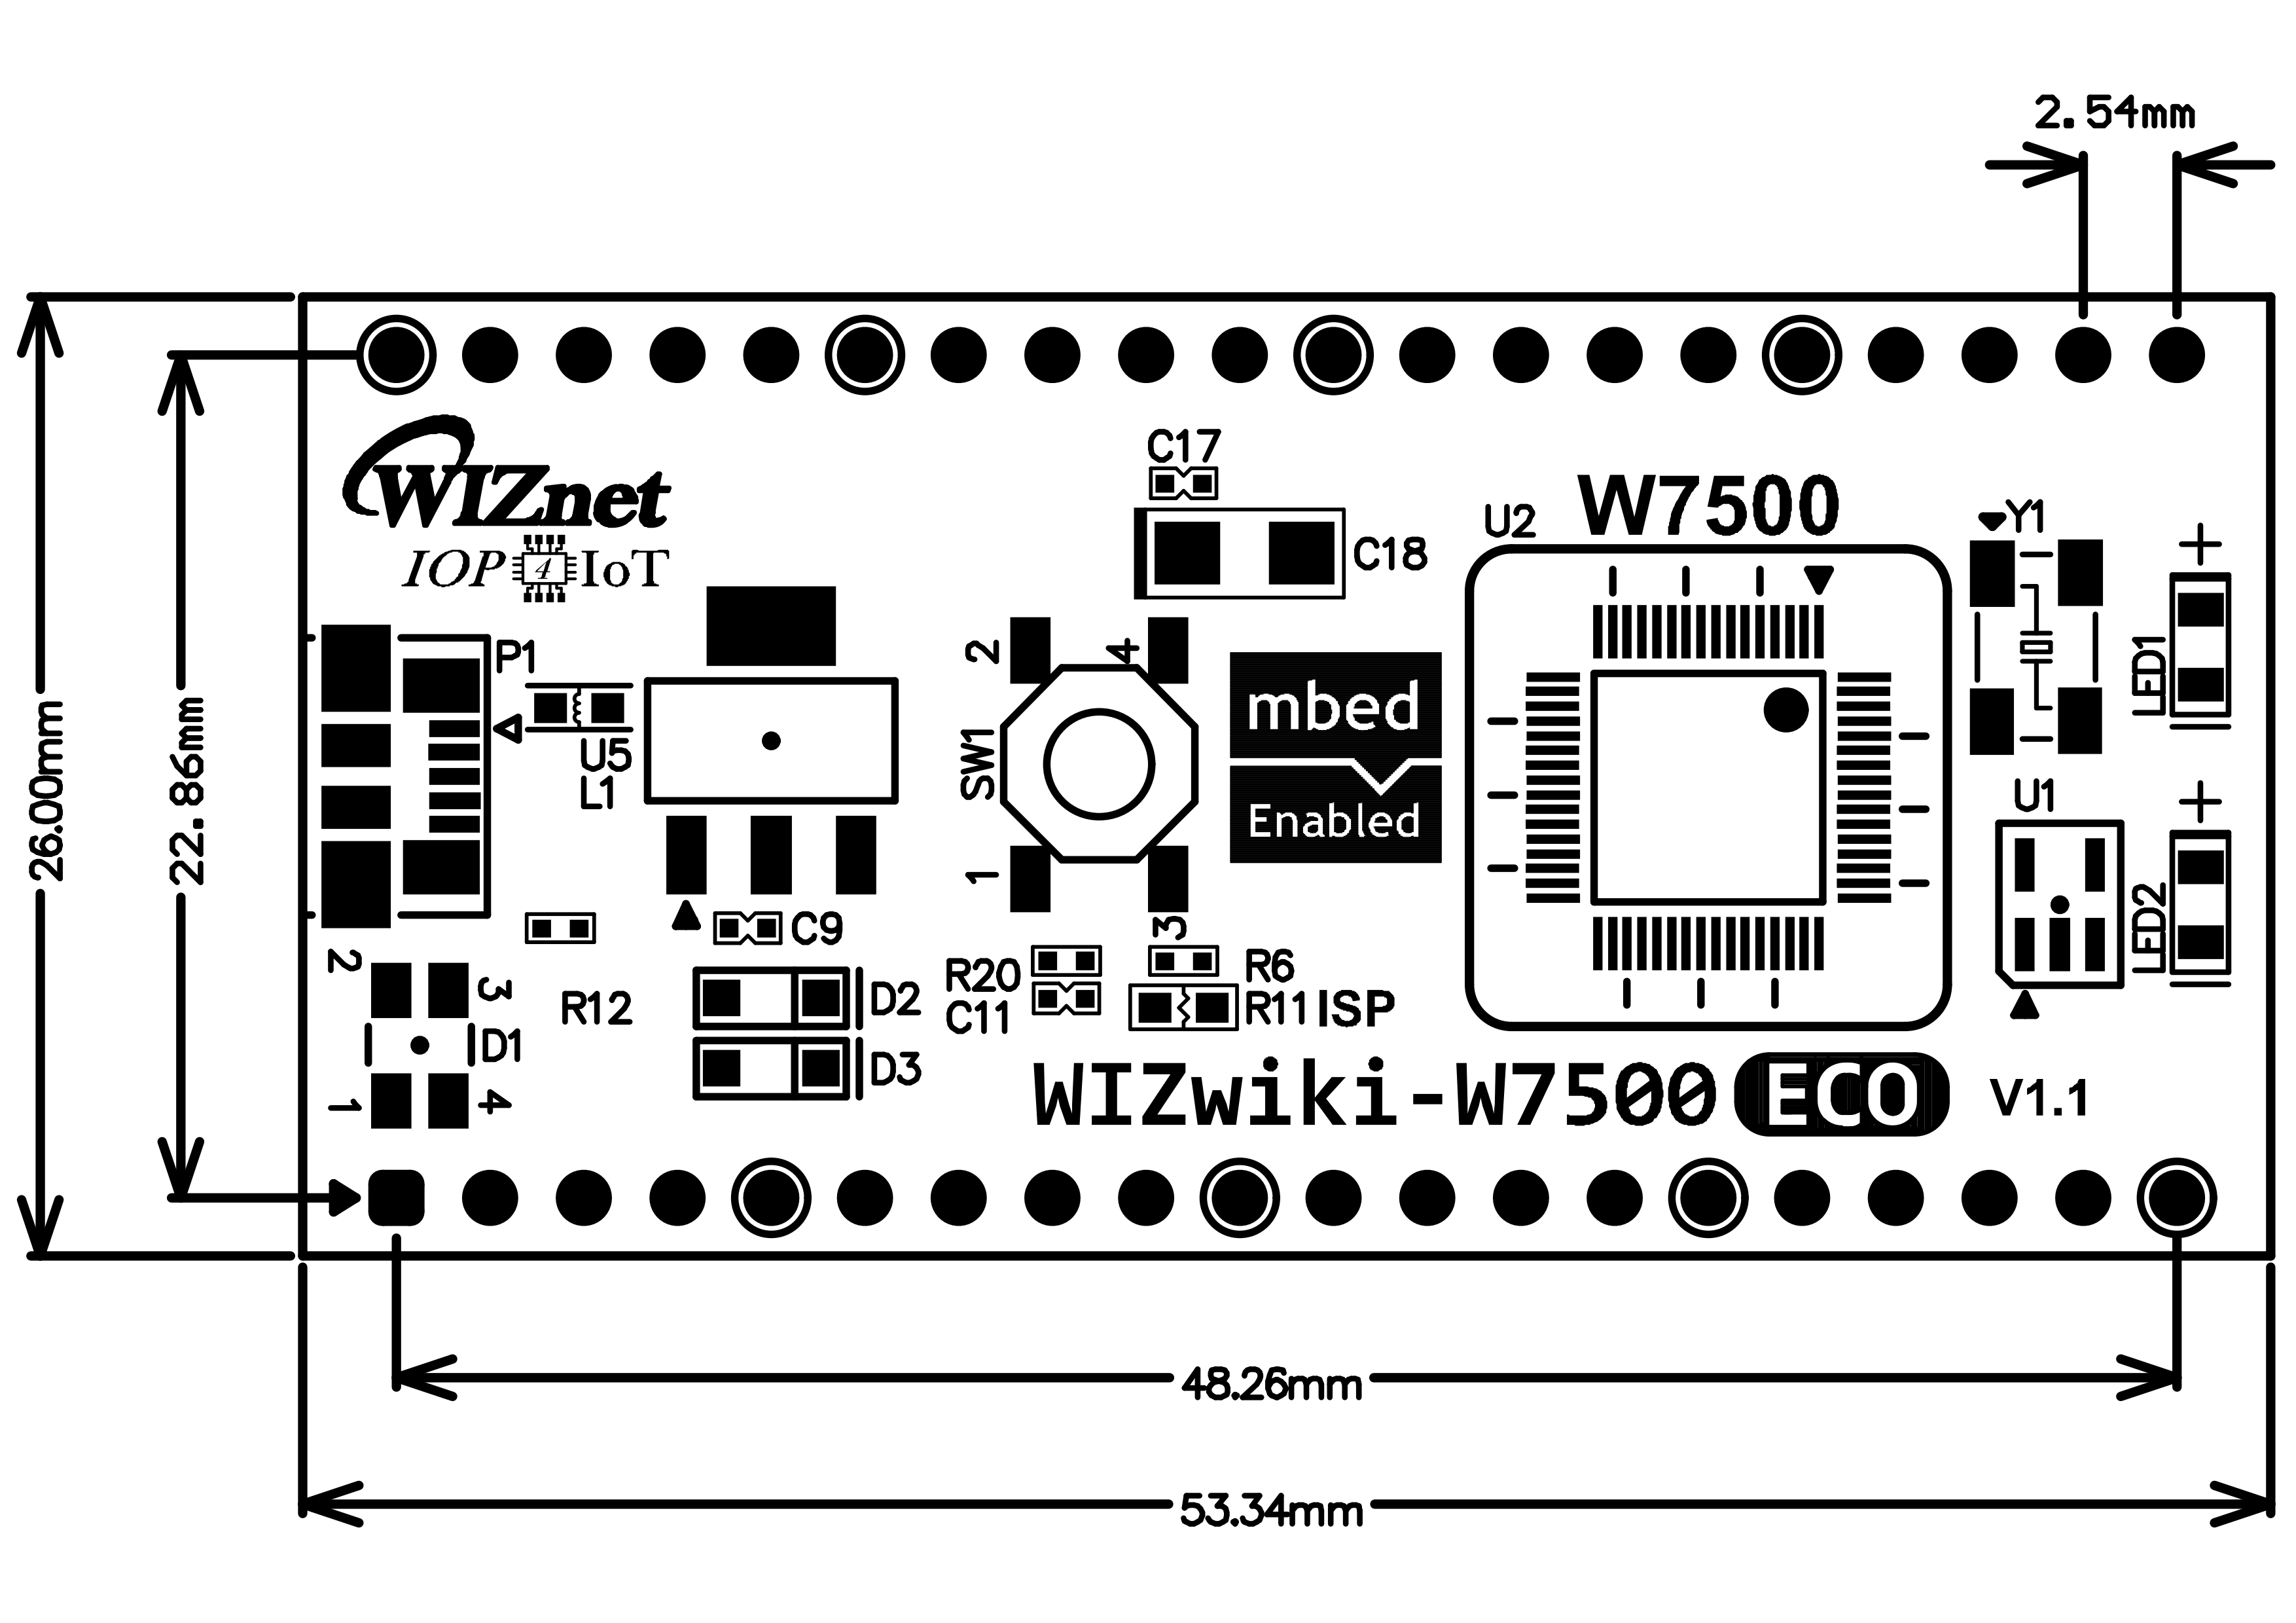 2.54mm
26.00mm
22.86mm
WIZnet
IOP 4 IoT
C17
C18
U2
W7500
Y1
LED1
P1
U5
L1
2
4
SW1
1
3
mbed
Enabled
U1
LED2
C9
2
3
D1
1
4
R12
D2
D3
R20
C11
R6
R11
ISP
WIZwiki-W7500 ECO V1.1
48.26mm
53.34mm